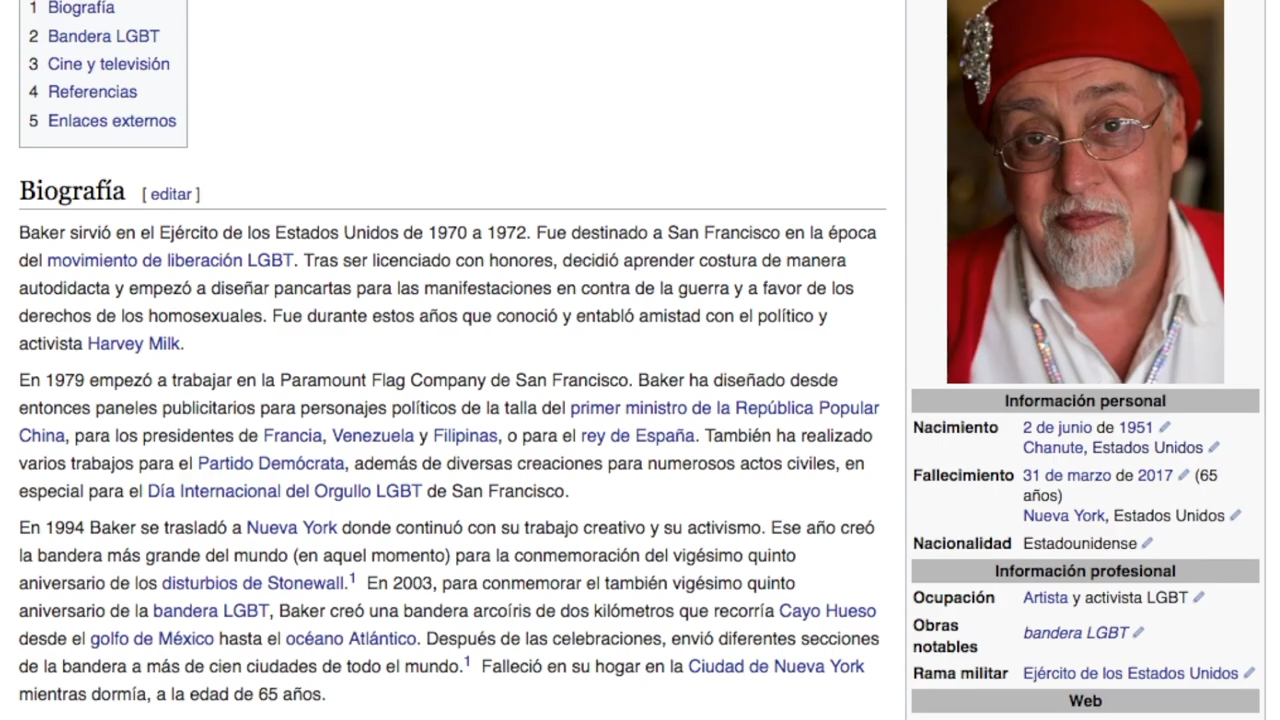 1 Biografía
2 Bandera LGBT
3 Cine y televisión
4 Referencias
5 Enlaces externos
Biografía [ editar ]
Baker sirvió en el Ejército de los Estados Unidos de 1970 a 1972. Fue destinado a San Francisco en la época
del movimiento de liberación LGBT. Tras ser licenciado con honores, decidió aprender costura de manera
autodidacta y empezó a diseñar pancartas para las manifestaciones en contra de la guerra y a favor de los
derechos de los homosexuales. Fue durante estos años que conoció y entabló amistad con el político y
activista Harvey Milk.
En 1979 empezó a trabajar en la Paramount Flag Company de San Francisco. Baker ha diseñado desde
entonces paneles publicitarios para personajes políticos de la talla del primer ministro de la República Popular
China, para los presidentes de Francia, Venezuela y Filipinas, o para el rey de España. También ha realizado
varios trabajos para el Partido Demócrata, además de diversas creaciones para numerosos actos civiles, en
especial para el Día Internacional del Orgullo LGBT de San Francisco.
En 1994 Baker se trasladó a Nueva York donde continuó con su trabajo creativo y su activismo. Ese año creó
la bandera más grande del mundo (en aquel momento) para la conmemoración del vigésimo quinto
aniversario de los disturbios de Stonewall.1 En 2003, para conmemorar el también vigésimo quinto
aniversario de la bandera LGBT, Baker creó una bandera arcoíris de dos kilómetros que recorría Cayo Hueso
desde el golfo de México hasta el océano Atlántico. Después de las celebraciones, envió diferentes secciones
de la bandera a más de cien ciudades de todo el mundo.1 Falleció en su hogar en la Ciudad de Nueva York
mientras dormía, a la edad de 65 años.
Información personal
Nacimiento 2 de junio de 1951
Chanute, Estados Unidos
Fallecimiento 31 de marzo de 2017 (65
años)
Nueva York, Estados Unidos
Nacionalidad Estadounidense
Información profesional
Ocupación Artista y activista LGBT
Obras
notables bandera LGBT
Rama militar Ejército de los Estados Unidos
Web